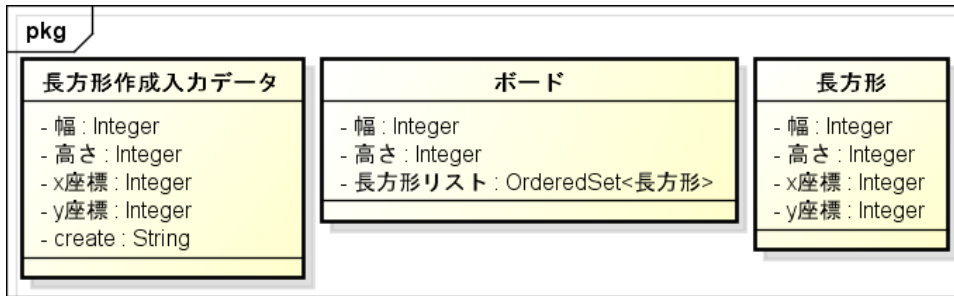 pkg
長方形作成入力データ
- 幅 : Integer
- 高さ : Integer
- x座標 : Integer
- y座標 : Integer
- create : String
ボード
- 幅 : Integer
- 高さ : Integer
- 長方形リスト : OrderedSet<長方形>
長方形
- 幅 : Integer
- 高さ : Integer
- x座標 : Integer
- y座標 : Integer